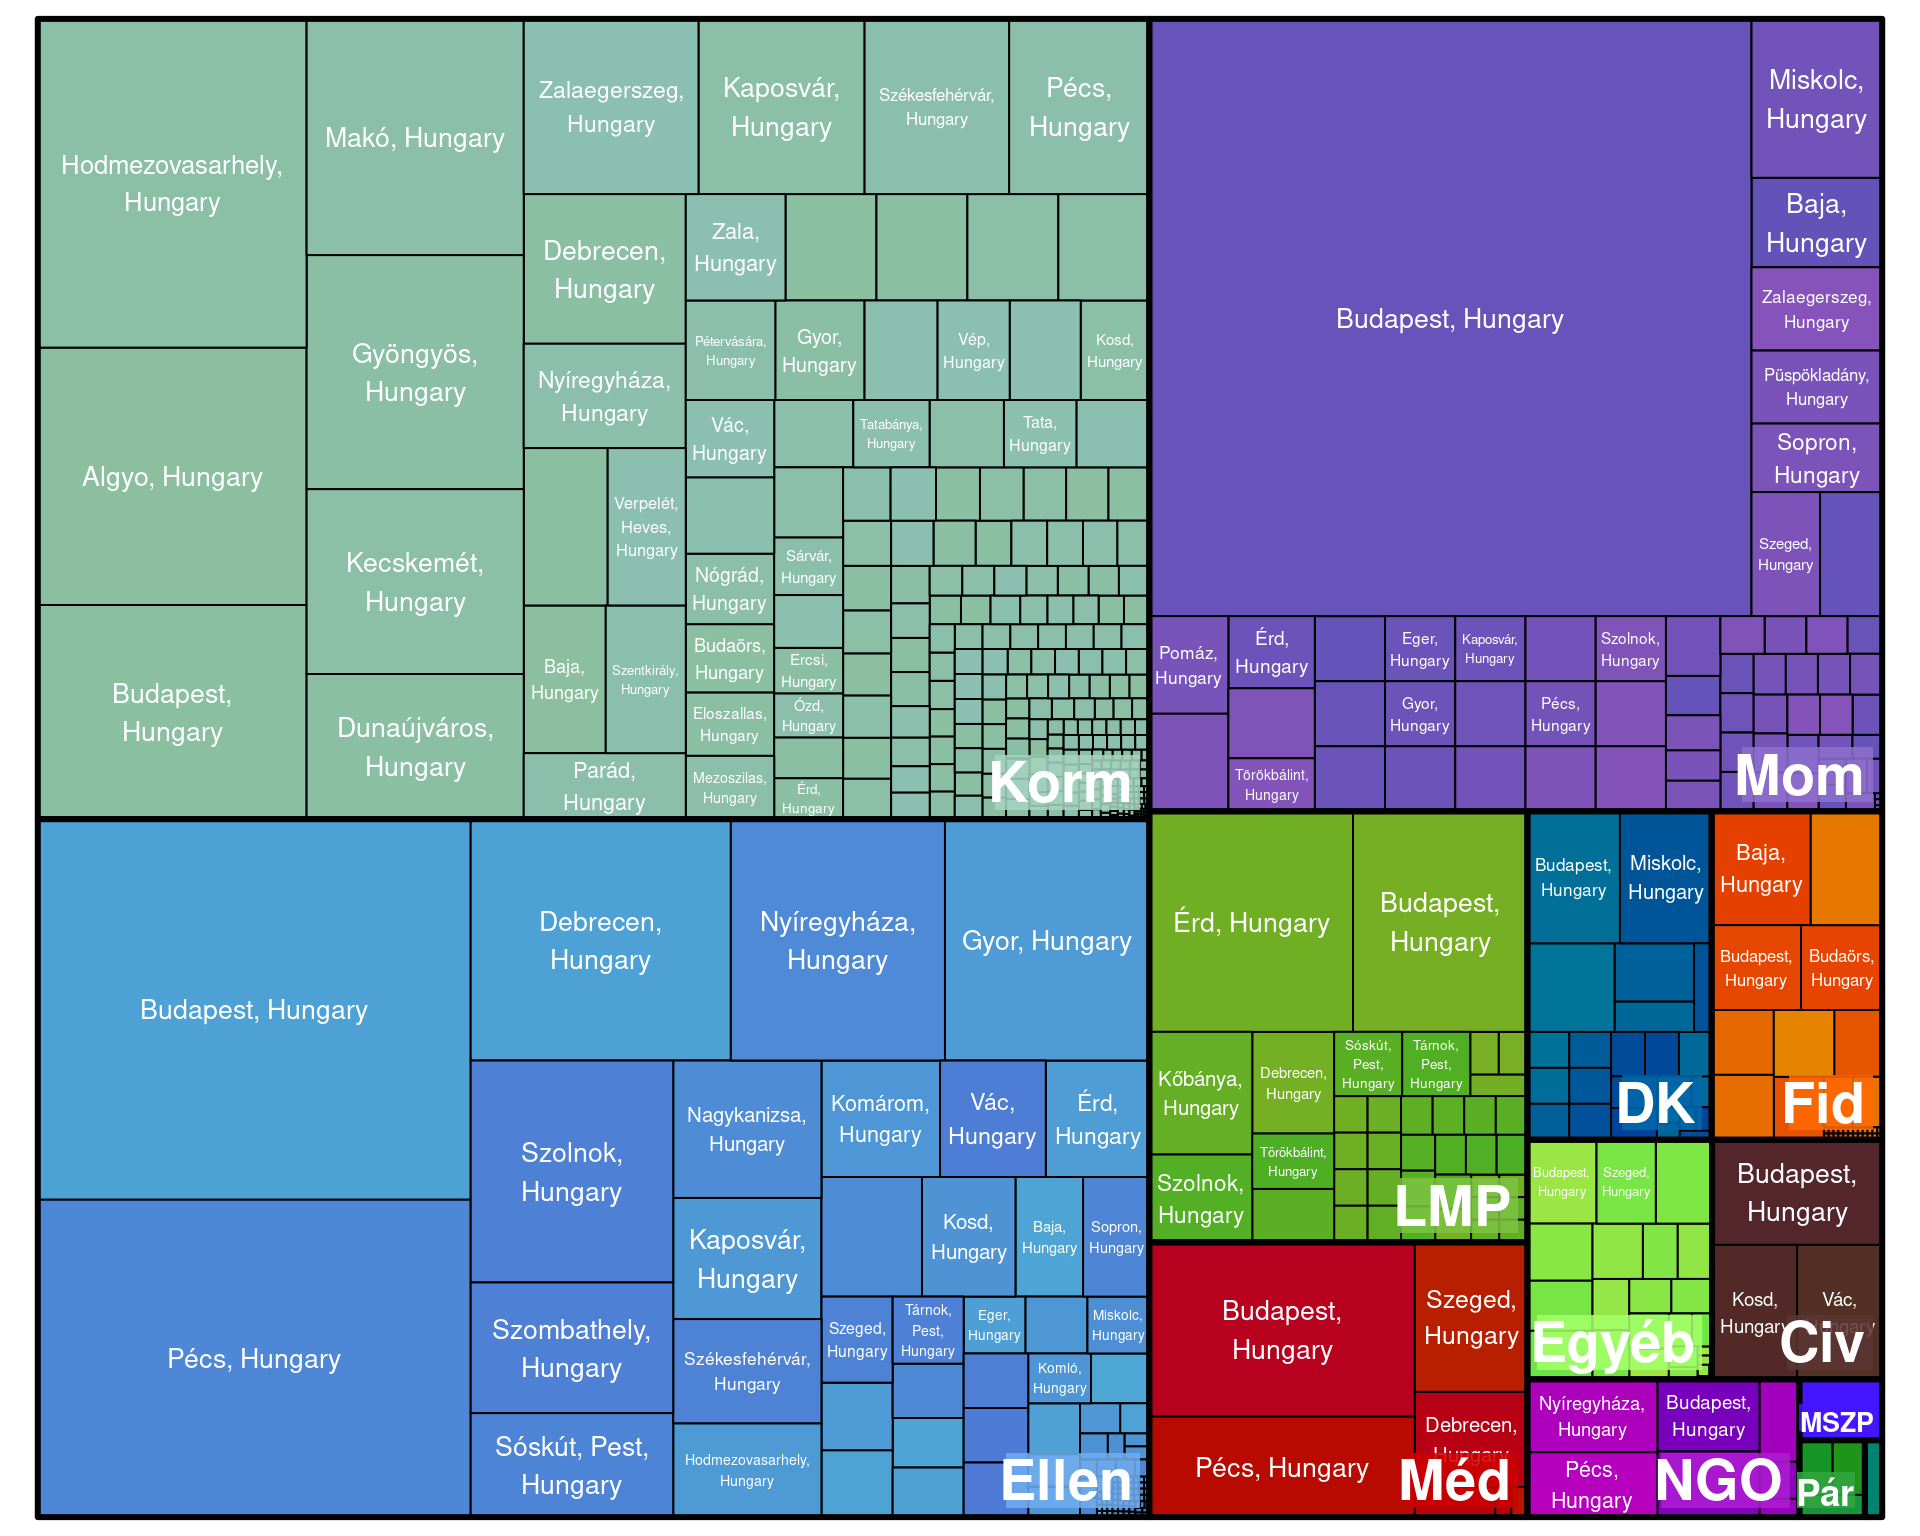 Hodmezovasarhely,
Hungary
Algyo, Hungary
Budapest,
Hungary
Makó, Hungary
Gyöngyös,
Hungary
Kecskemét,
Hungary
Dunaújváros,
Hungary
Zalaegerszeg,
Hungary
Kaposvár,
Hungary
Székesfehérvár,
Hungary
Pécs,
Hungary
Debrecen,
Hungary
Nyíregyháza,
Hungary
Verpelét,
Heves,
Hungary
Baja,
Hungary
Szentkirály,
Hungary
Parád,
Hungary
Zala,
Hungary
Pétervására,
Hungary
Gyor,
Hungary
Vép,
Hungary
Kosd,
Hungary
Vác,
Hungary
Tatabánya,
Hungary
Tata,
Hungary
Nógrád,
Hungary
Budaörs,
Hungary
Eloszallas,
Hungary
Mezoszilas,
Hungary
Sárvár,
Hungary
Ercsi,
Hungary
Ózd,
Hungary
Érd,
Hungary
Korm
Budapest, Hungary
Miskolc,
Hungary
Baja,
Hungary
Zalaegerszeg,
Hungary
Püspökladány,
Hungary
Sopron,
Hungary
Szeged,
Hungary
Pomáz,
Hungary
Érd,
Hungary
Törökbálint,
Hungary
Eger,
Hungary
Kaposvár,
Hungary
Szolnok,
Hungary
Gyor,
Hungary
Pécs,
Hungary
Mom
Budapest, Hungary
Pécs, Hungary
Debrecen,
Hungary
Nyíregyháza,
Hungary
Gyor, Hungary
Szolnok,
Hungary
Szombathely,
Hungary
Sóskút, Pest,
Hungary
Nagykanizsa,
Hungary
Kaposvár,
Hungary
Székesfehérvár,
Hungary
Hodmezovasarhely,
Hungary
Komárom,
Hungary
Vác,
Hungary
Érd,
Hungary
Kosd,
Hungary
Baja,
Hungary
Sopron,
Hungary
Szeged,
Hungary
Tárnok,
Pest,
Hungary
Eger,
Hungary
Miskolc,
Hungary
Komló,
Hungary
Ellen
Érd, Hungary
Budapest,
Hungary
Kőbánya,
Hungary
Szolnok,
Hungary
Debrecen,
Hungary
Törökbálint,
Hungary
Sóskút,
Pest,
Hungary
Tárnok,
Pest,
Hungary
LMP
Budapest,
Hungary
Pécs, Hungary
Szeged,
Hungary
Debrecen,
Hungary
Méd
Budapest,
Hungary
Miskolc,
Hungary
DK
Baja,
Hungary
Budapest,
Hungary
Budaörs,
Hungary
Fid
Budapest,
Hungary
Szeged,
Hungary
Egyéb
Budapest,
Hungary
Kosd,
Hungary
Vác,
Hungary
Civ
Nyíregyháza,
Hungary
Pécs,
Hungary
Budapest,
Hungary
NGO
MSZP
Pár